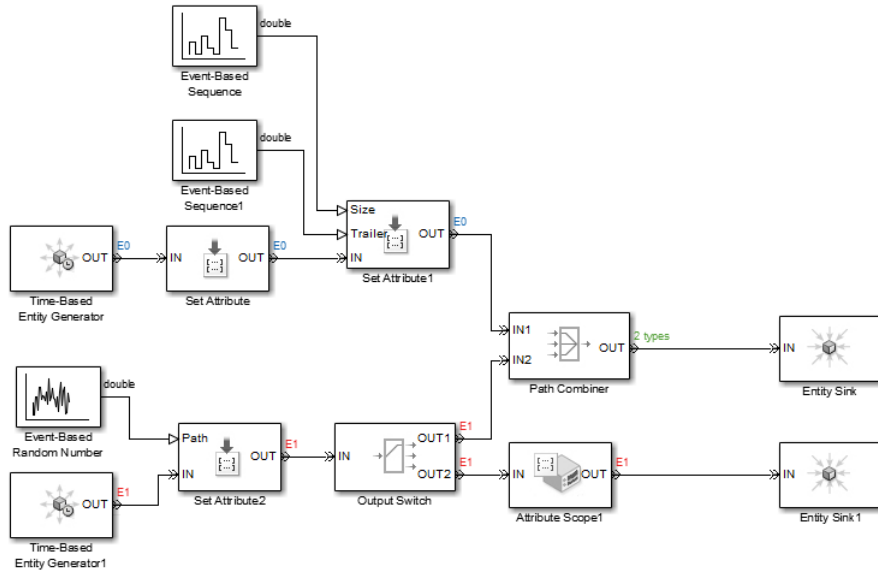 double
Event-Based
Sequence
double
Event-Based
Sequence1
Size
Trailer
IN
OUT
E0
Set Attribute1
OUT
E0
Time-Based
Entity Generator
IN
OUT
E0
Set Attribute
IN1
IN2
OUT
2 types
Path Combiner
IN
Entity Sink
double
Event-Based
Random Number
Path
IN
OUT
E1
Set Attribute2
IN
OUT1
E1
OUT2
E1
Output Switch
IN
OUT
E1
Attribute Scope1
IN
Entity Sink1
OUT
E1
Time-Based
Entity Generator1